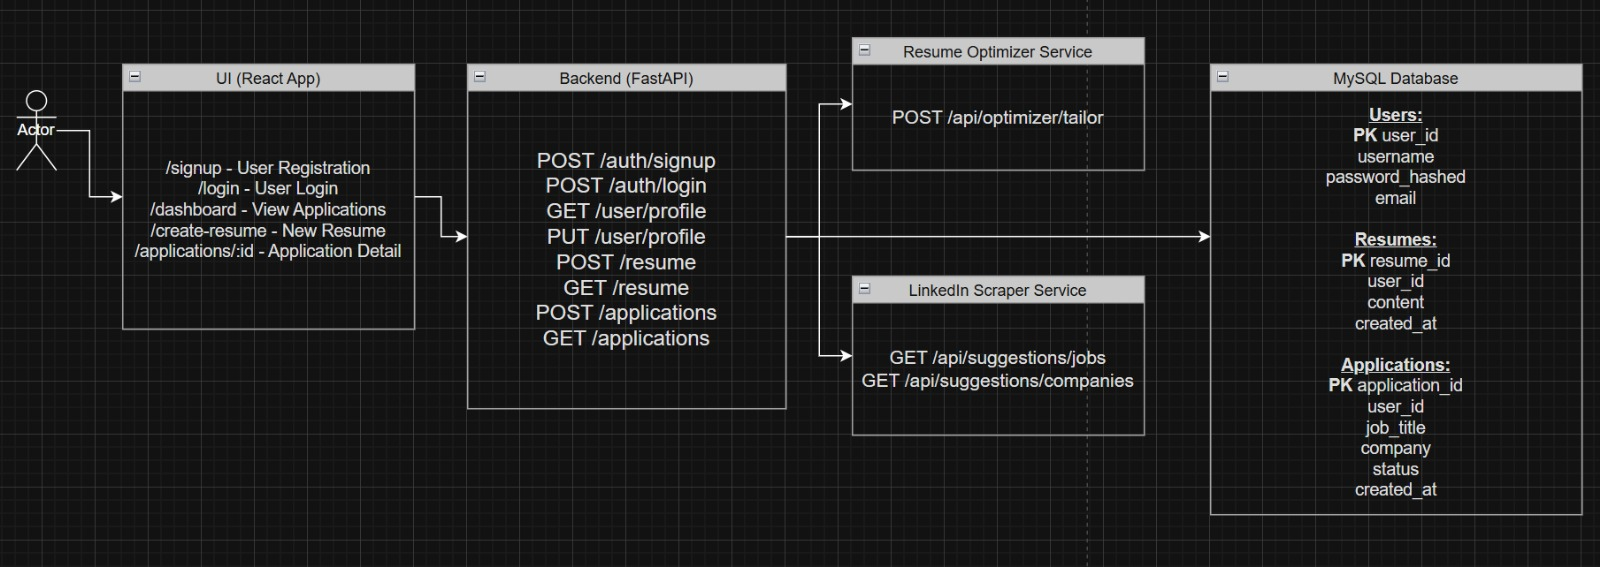 Actor
UI (React App)
/signup - User Registration
/login - User Login
/dashboard - View Applications
/create-resume - New Resume
/applications/:id - Application Detail
Backend (FastAPI)
POST /auth/signup
POST /auth/login
GET /user/profile
PUT /user/profile
POST /resume
GET /resume
POST /applications
GET /applications
Resume Optimizer Service
POST /api/optimizer/tailor
LinkedIn Scraper Service
GET /api/suggestions/jobs
GET /api/suggestions/companies
MySQL Database
Users:
PK user_id
username
password_hashed
email
Resumes:
PK resume_id
user_id
content
created_at
Applications:
PK application_id
user_id
job_title
company
status
created_at